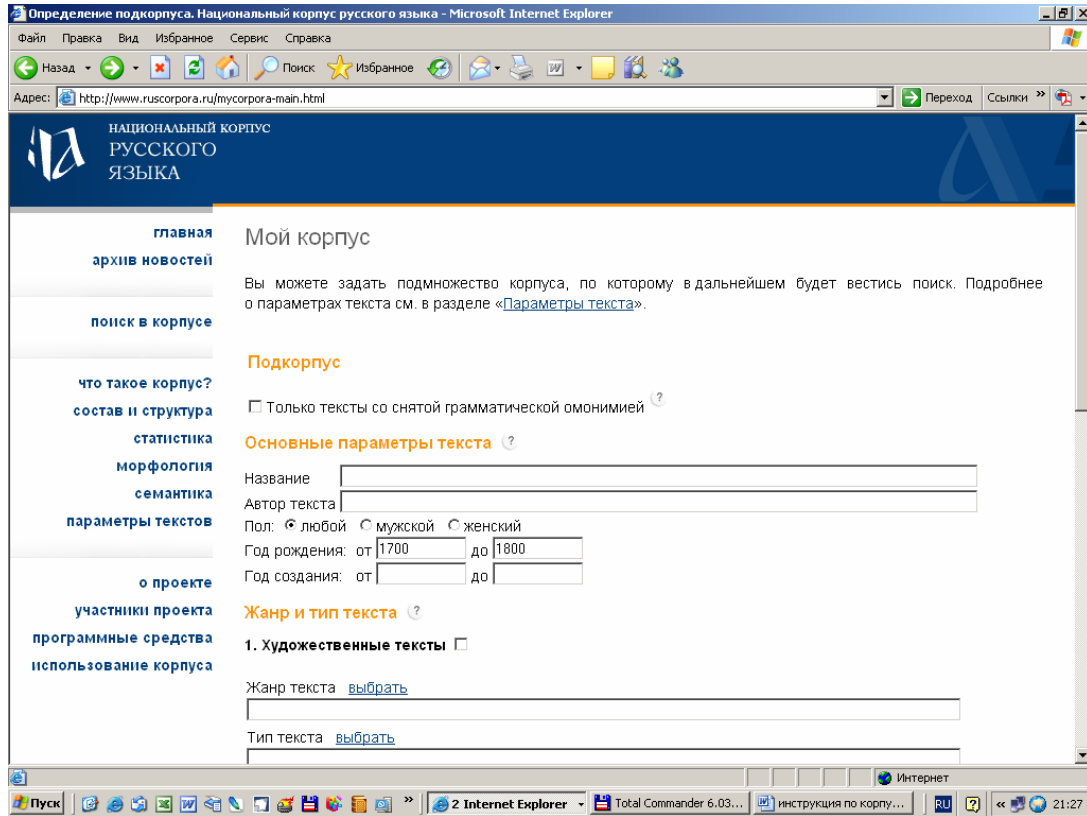 Определение подкорпуса. Национальный корпус русского языка - Microsoft Internet Explorer
Файл Правка Вид Избранное Сервис Справка
Назад Поиск Избранное
Адрес: http://www.ruscorpora.ru/mycorpora-main.html Переход Ссылки »
НАЦИОНАЛЬНЫЙ КОРПУС
РУССКОГО
ЯЗЫКА
главная
архив новостей
поиск в корпусе
что такое корпус?
состав и структура
статистика
морфология
семантика
параметры текстов
о проекте
участники проекта
программные средства
использование корпуса
Мой корпус
Вы можете задать подмножество корпуса, по которому в дальнейшем будет вестись поиск. Подробнее
о параметрах текста см. в разделе «Параметры текста».
Подкорпус
Только тексты со снятой грамматической омонимией ?
Основные параметры текста ?
Название
Автор текста
Пол: любой мужской женский
Год рождения: от 1700 до 1800
Год создания: от до
Жанр и тип текста ?
1. Художественные тексты
Жанр текста выбрать
Тип текста выбрать
Интернет
Пуск » 2 Internet Explorer Total Commander 6.03... инструкция по корпу... RU « 21:27